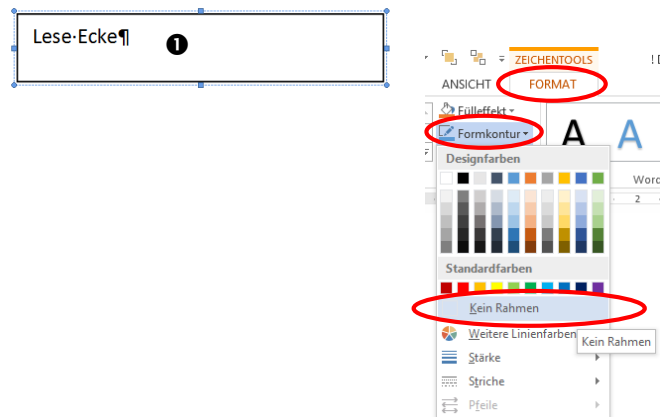 Lese·Ecke¶
❶
ZEICHENTOOLS
! D
ANSICHT FORMAT
Fülleffekt
Formkontur
A A
Designfarben
Word
2
Standardfarben
Kein Rahmen
Weitere Linienfarben
Kein Rahmen
Stärke
Striche
Pfeile